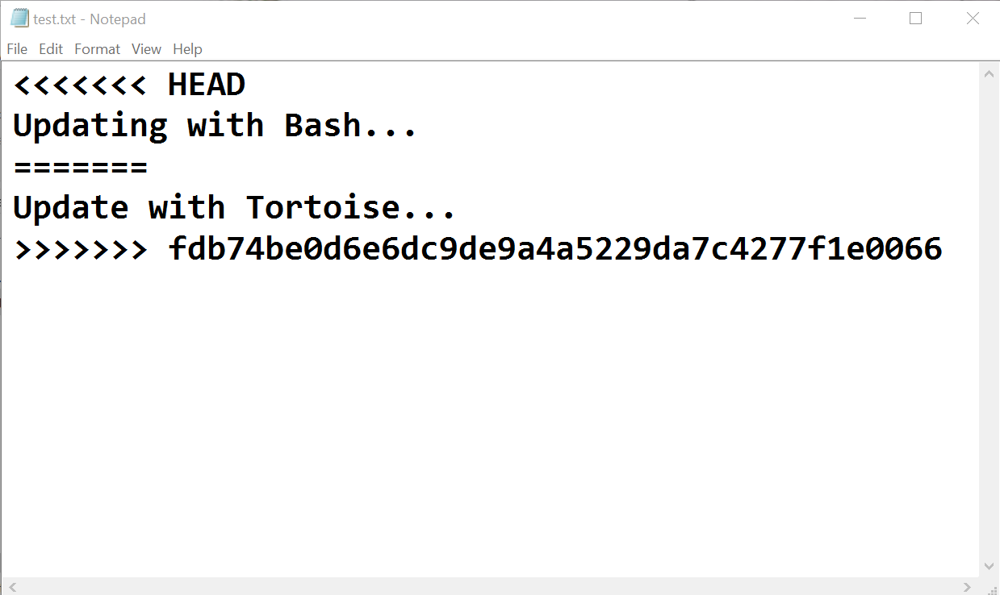 test.txt - Notepad
File Edit Format View Help
<<<<<<< HEAD
Updating with Bash...
=======
Update with Tortoise...
>>>>>>> fdb74be0d6e6dc9de9a4a5229da7c4277f1e0066